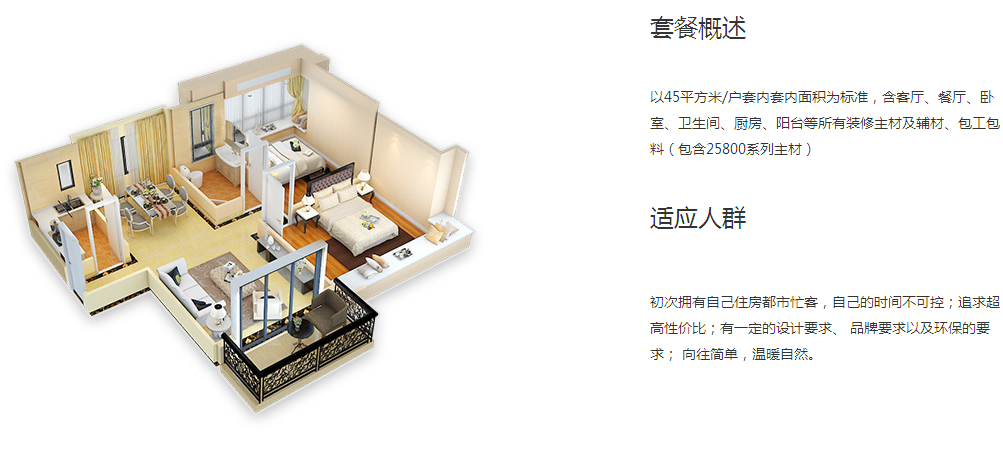 套餐概述
以45平方米/户套内套内面积为标准，含客厅、餐厅、卧
室、卫生间、厨房、阳台等所有装修主材及辅材、包工包
料（包含25800系列主材）
适应人群
初次拥有自己住房都市忙客，自己的时间不可控；追求超
高性价比；有一定的设计要求、 品牌要求以及环保的要
求； 向往简单，温暖自然。